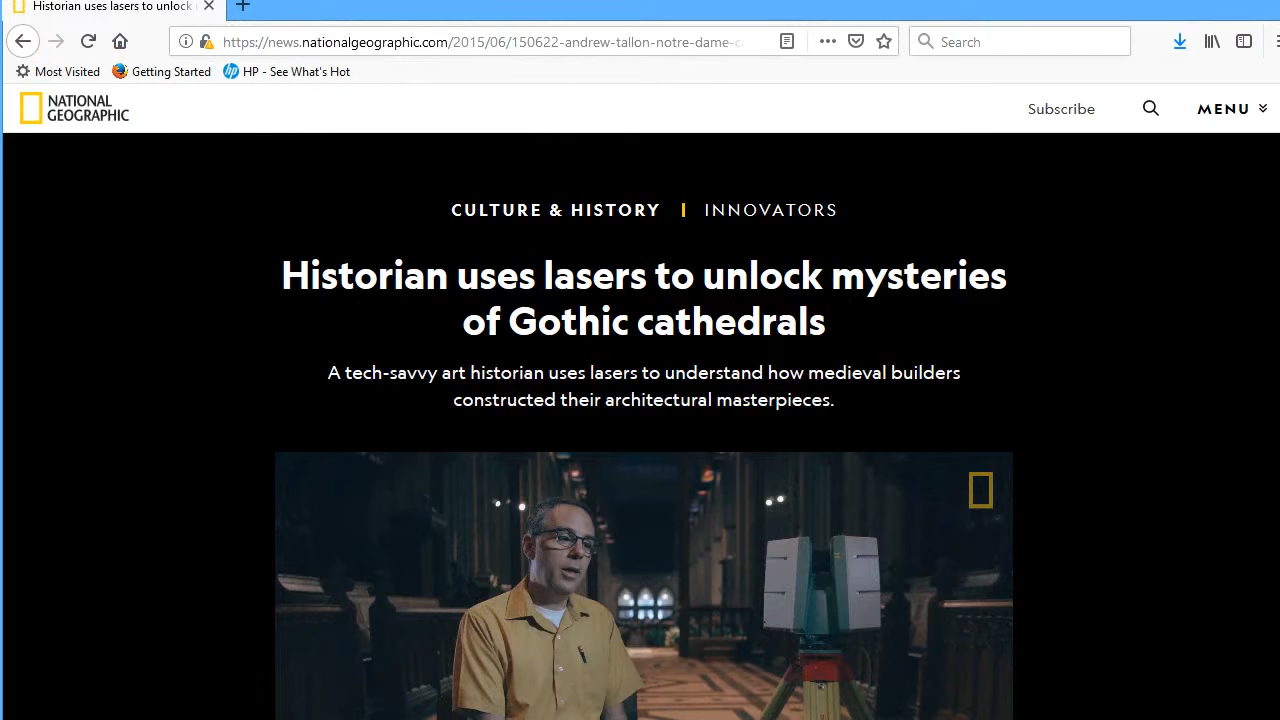 Historian uses lasers to unlock
https://news.nationalgeographic.com/2015/06/150622-andrew-tallon-notre-dame-c
Search
Most Visited
Getting Started
HP - See What's Hot
NATIONAL
GEOGRAPHIC
Subscribe
MENU
CULTURE & HISTORY
INNOVATORS
Historian uses lasers to unlock mysteries
of Gothic cathedrals
A tech-savvy art historian uses lasers to understand how medieval builders
constructed their architectural masterpieces.